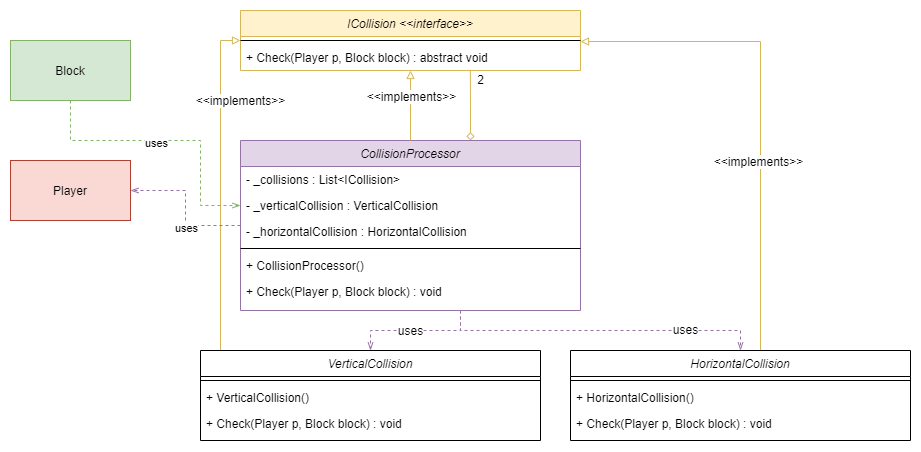 ICollision <<interface>>
+ Check(Player p, Block block) : abstract void
2
Block
<<implements>>
<<implements>>
uses
CollisionProcessor
- _collisions : List<ICollision>
- _verticalCollision : VerticalCollision
- _horizontalCollision : HorizontalCollision
+ CollisionProcessor()
+ Check(Player p, Block block) : void
<<implements>>
Player
uses
uses
uses
VerticalCollision
+ VerticalCollision()
+ Check(Player p, Block block) : void
HorizontalCollision
+ HorizontalCollision()
+ Check(Player p, Block block) : void